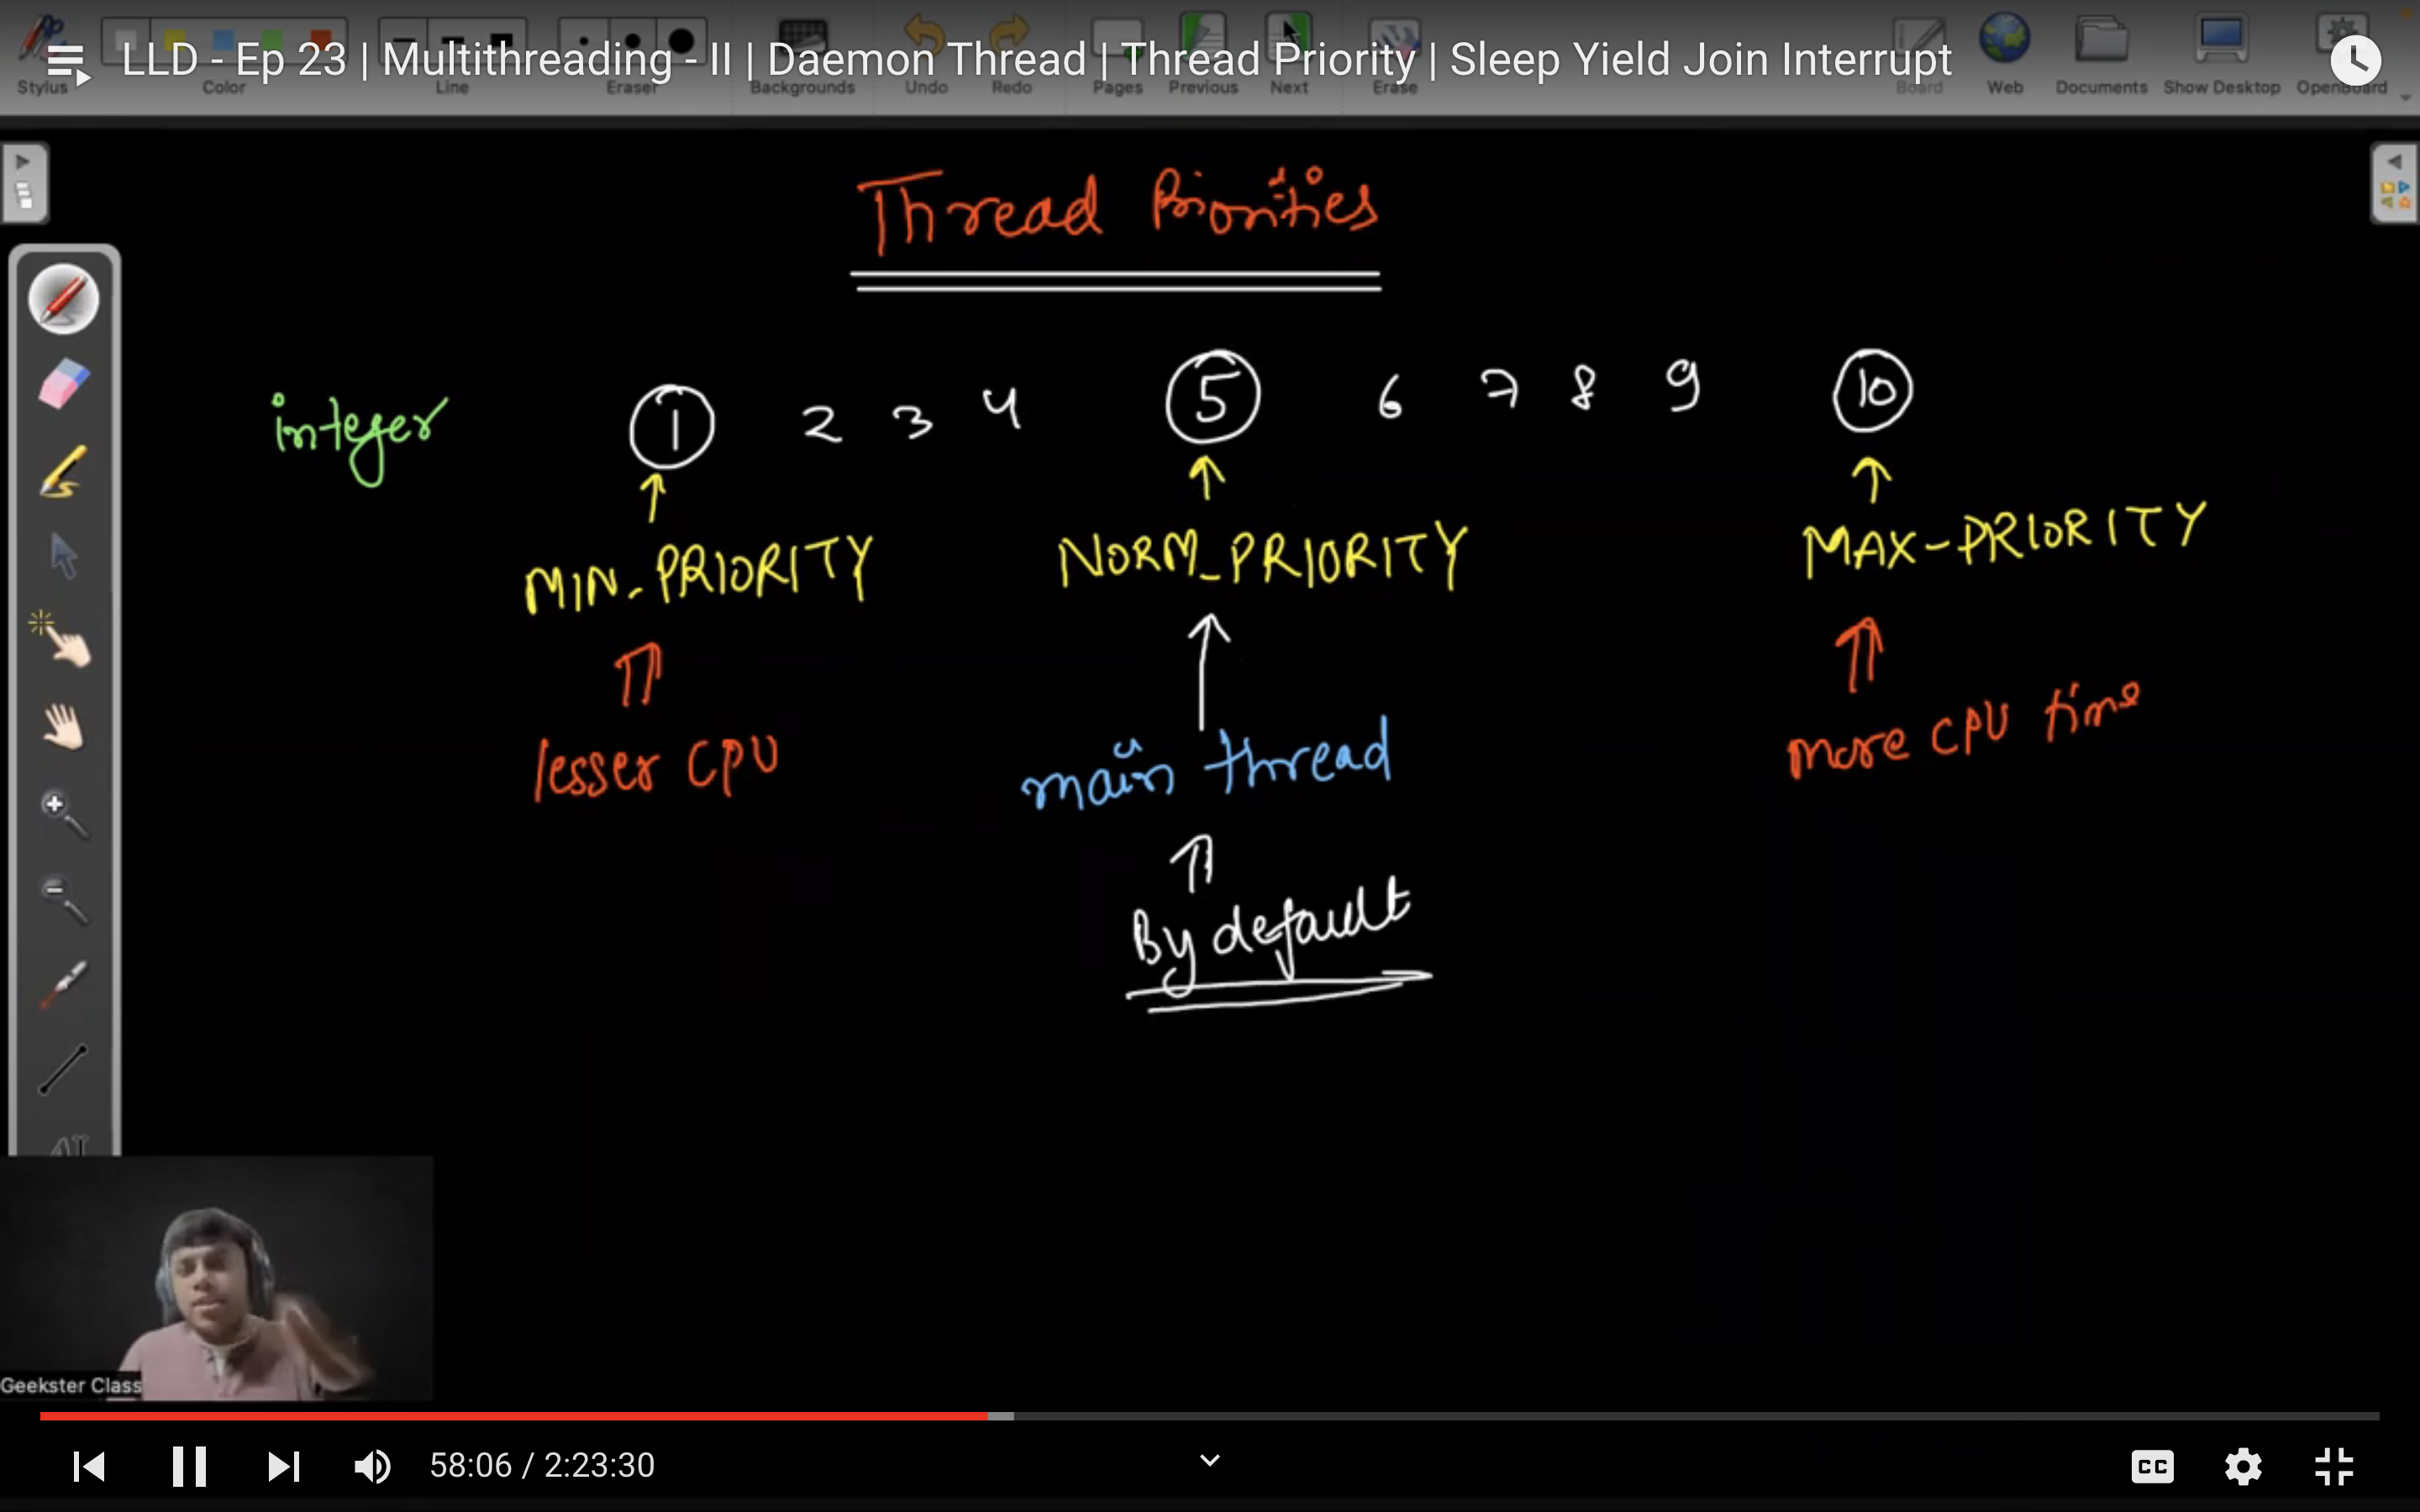 LLD - Ep 23 | Multithreading - II | Daemon Thread | Thread Priority | Sleep Yield Join Interrupt
Stylus Color Line Eraser Backgrounds Undo Redo Pages Previous Next Erase Board Web Documents Show Desktop OpenBoard
Thread Priorities
integer 1 2 3 4 5 6 7 8 9 10
MIN_PRIORITY NORM_PRIORITY MAX-PRIORITY
lesser CPU main thread more CPU time
By default
Geekster Class
58:06 / 2:23:30
CC